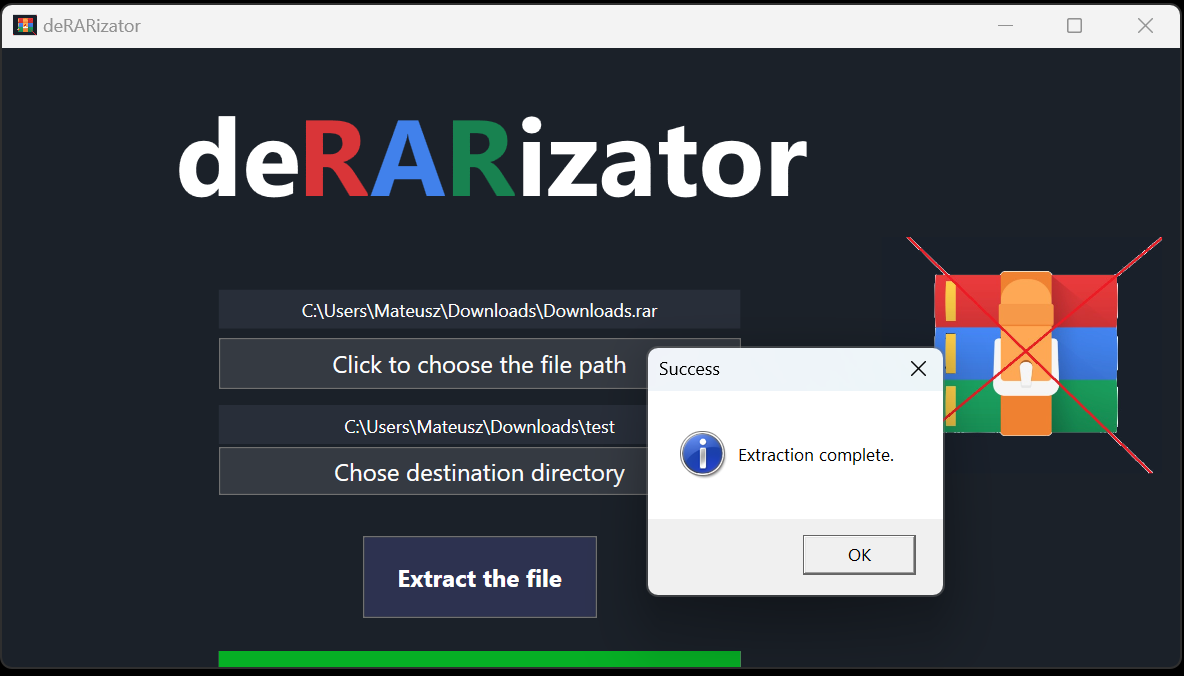 deRARizator
deRARizator
C:\Users\Mateusz\Downloads\Downloads.rar
Click to choose the file path
Success
C:\Users\Mateusz\Downloads\test
Extraction complete.
Chose destination directory
OK
Extract the file